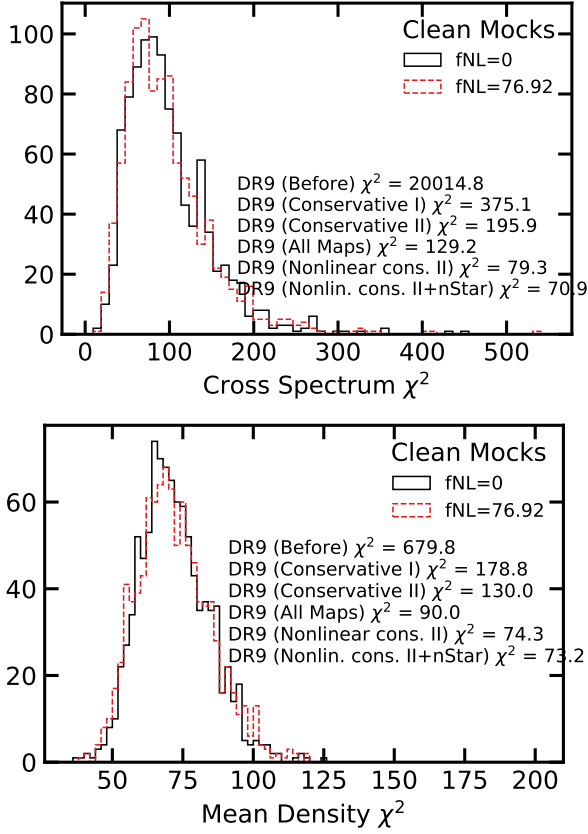 Clean Mocks
fNL=0
fNL=76.92
DR9 (Before) χ² = 20014.8
DR9 (Conservative I) χ² = 375.1
DR9 (Conservative II) χ² = 195.9
DR9 (All Maps) χ² = 129.2
DR9 (Nonlinear cons. II) χ² = 79.3
DR9 (Nonlin. cons. II+nStar) χ² = 70.9
100
80
60
40
20
0
0 100 200 300 400 500
Cross Spectrum χ²
Clean Mocks
fNL=0
fNL=76.92
DR9 (Before) χ² = 679.8
DR9 (Conservative I) χ² = 178.8
DR9 (Conservative II) χ² = 130.0
DR9 (All Maps) χ² = 90.0
DR9 (Nonlinear cons. II) χ² = 74.3
DR9 (Nonlin. cons. II+nStar) χ² = 73.2
60
40
20
0
50 75 100 125 150 175 200
Mean Density χ²